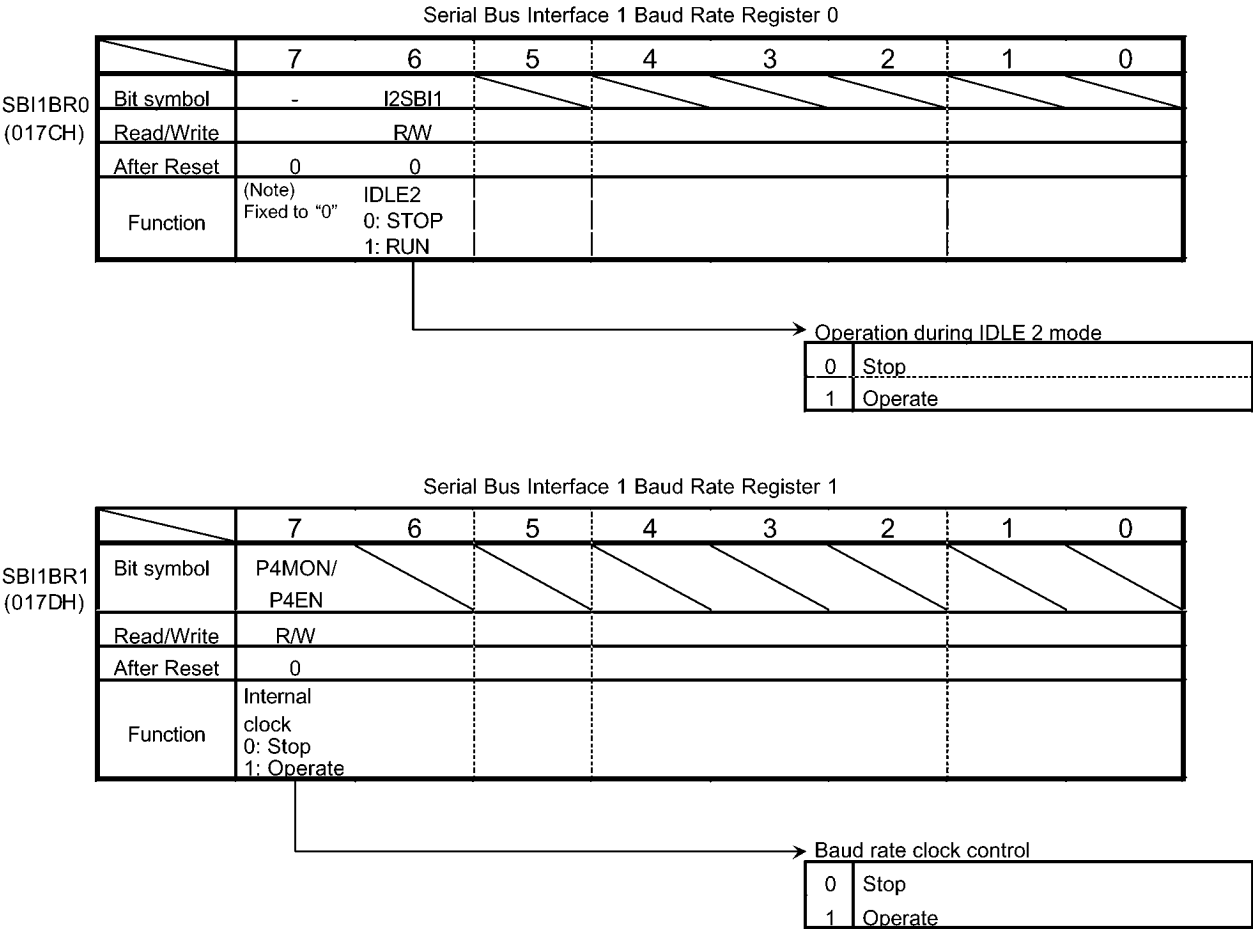 Serial Bus Interface 1 Baud Rate Register 0
7 6 5 4 3 2 1 0
SBI1BR0
(017CH)
Bit symbol - I2SBI1
Read/Write R/W
After Reset 0 0
Function
(Note)
Fixed to “0”
IDLE2
0: STOP
1: RUN
Operation during IDLE 2 mode
0 Stop
1 Operate
Serial Bus Interface 1 Baud Rate Register 1
7 6 5 4 3 2 1 0
SBI1BR1
(017DH)
Bit symbol
P4MON/
P4EN
Read/Write R/W
After Reset 0
Function
Internal
clock
0: Stop
1: Operate
Baud rate clock control
0 Stop
1 Operate